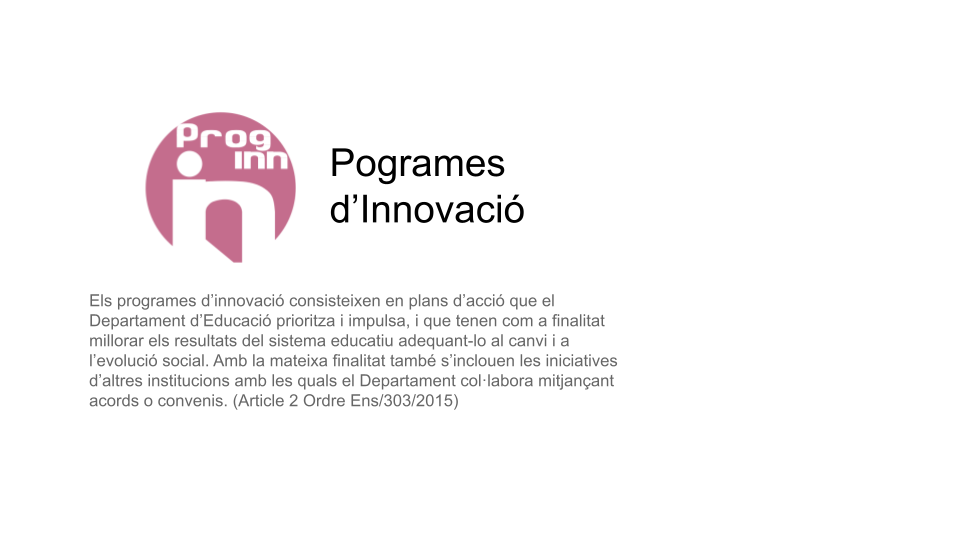 Prog
inn
in
Pogrames
d’Innovació
Els programes d’innovació consisteixen en plans d’acció que el
Departament d’Educació prioritza i impulsa, i que tenen com a finalitat
millorar els resultats del sistema educatiu adequant-lo al canvi i a
l’evolució social. Amb la mateixa finalitat també s’inclouen les iniciatives
d’altres institucions amb les quals el Departament col·labora mitjançant
acords o convenis. (Article 2 Ordre Ens/303/2015)